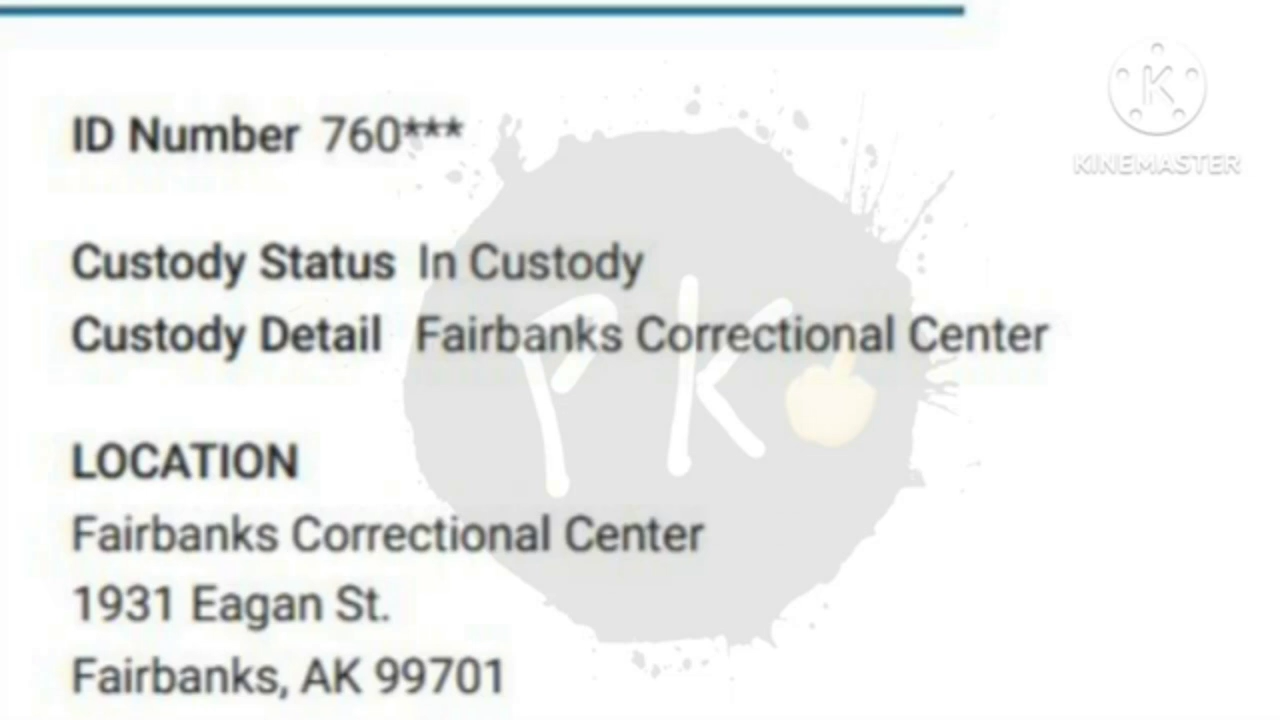 ID Number 760***
Custody Status In Custody
Custody Detail Fairbanks Correctional Center
LOCATION
Fairbanks Correctional Center
1931 Eagan St.
Fairbanks, AK 99701
PK
K
KINEMASTER